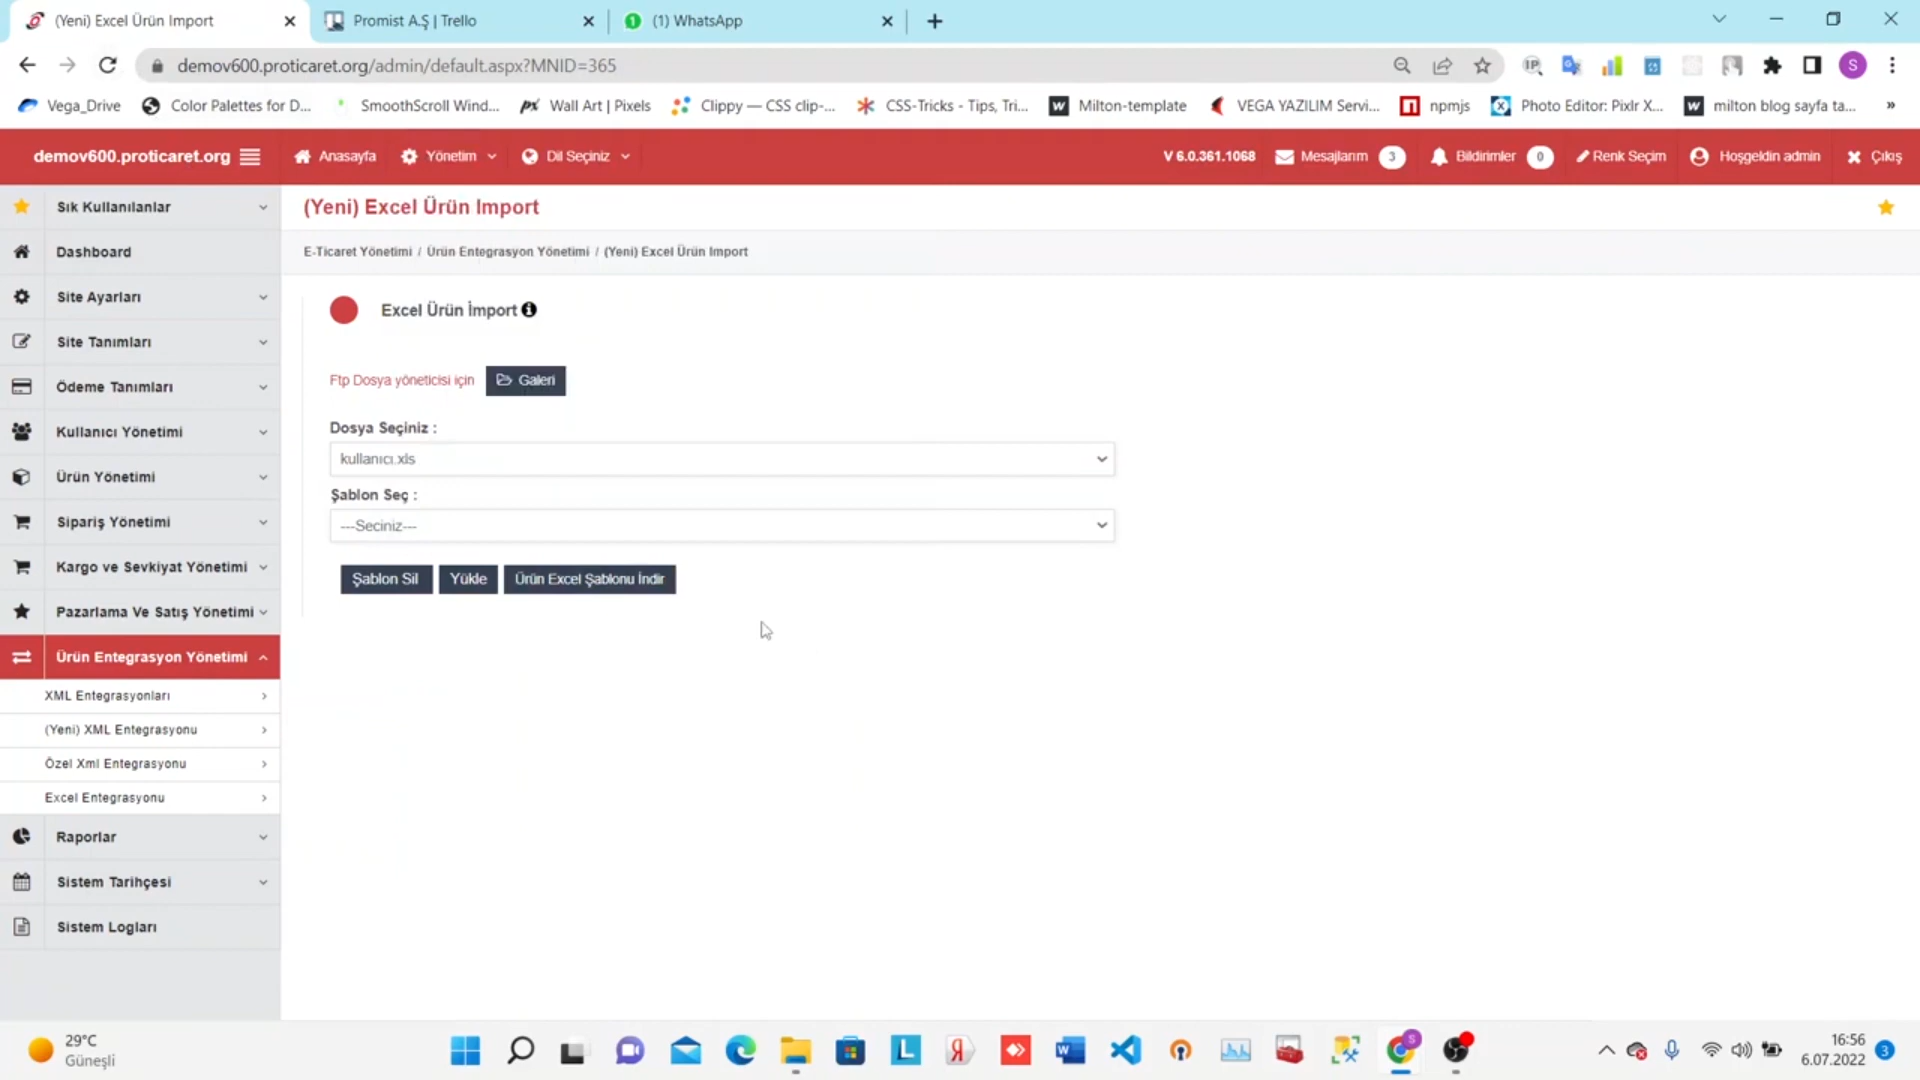 (Yeni) Excel Ürün Import
Promist A.Ş | Trello
(1) WhatsApp
demov600.proticaret.org/admin/default.aspx?MNID=365
Vega_Drive
Color Palettes for D...
SmoothScroll Wind...
Wall Art | Pixels
Clippy — CSS clip-...
CSS-Tricks - Tips, Tri...
Milton-template
VEGA YAZILIM Servi...
npmjs
Photo Editor: Pixlr X...
milton blog sayfa ta...
»
demov600.proticaret.org
Anasayfa
Yönetim
Dil Seçiniz
V 6.0.361.1068
Mesajlarım 3
Bildirimler 0
Renk Seçim
Hoşgeldin admin
Çıkış
Sık Kullanılanlar
Dashboard
Site Ayarları
Site Tanımları
Ödeme Tanımları
Kullanıcı Yönetimi
Ürün Yönetimi
Sipariş Yönetimi
Kargo ve Sevkiyat Yönetimi
Pazarlama Ve Satış Yönetimi
Ürün Entegrasyon Yönetimi
XML Entegrasyonları
(Yeni) XML Entegrasyonu
Özel Xml Entegrasyonu
Excel Entegrasyonu
Raporlar
Sistem Tarihçesi
Sistem Logları
(Yeni) Excel Ürün Import
E-Ticaret Yönetimi / Ürün Entegrasyon Yönetimi / (Yeni) Excel Ürün Import
Excel Ürün İmport
Ftp Dosya yöneticisi için
Galeri
Dosya Seçiniz :
kullanıcı.xls
Şablon Seç :
---Seciniz---
Şablon Sil
Yükle
Ürün Excel Şablonu İndir
29°C
Güneşli
16:56
6.07.2022
3